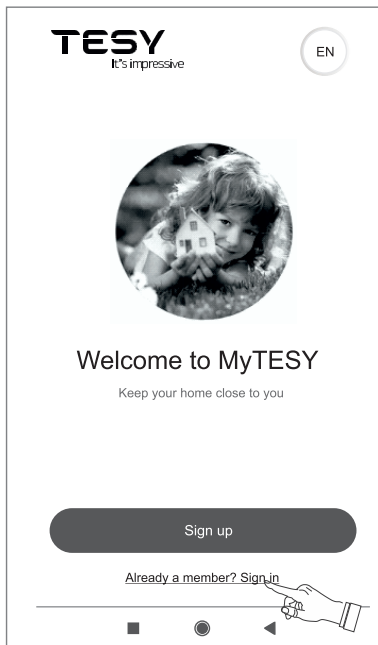 TESY
It's impressive
EN
Welcome to MyTESY
Keep your home close to you
Sign up
Already a member? Sign in